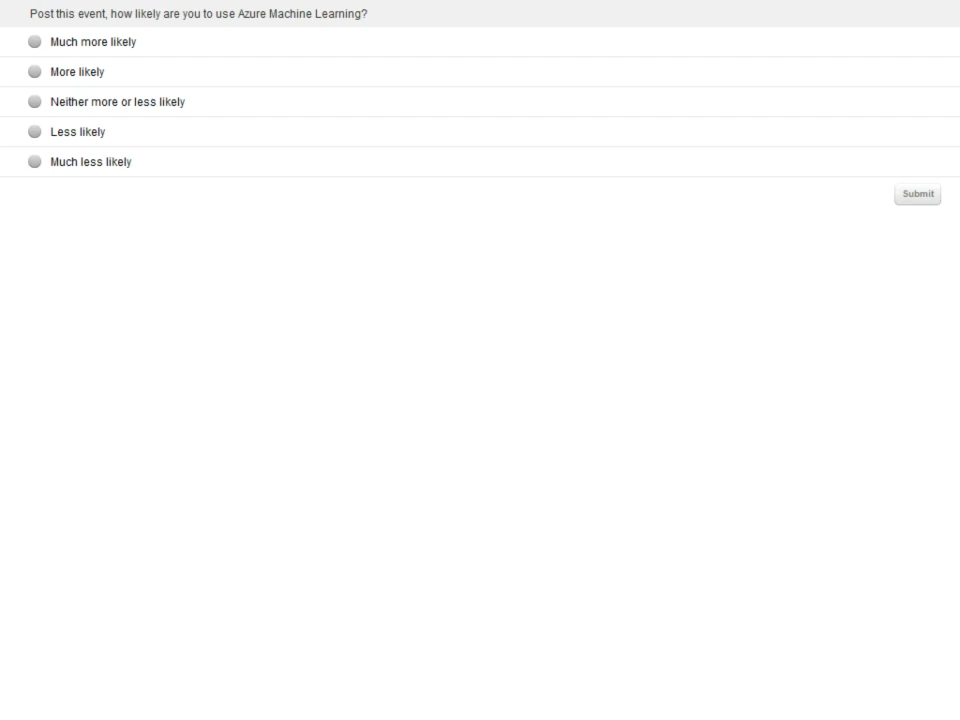 Post this event, how likely are you to use Azure Machine Learning?
Much more likely
More likely
Neither more or less likely
Less likely
Much less likely
Submit